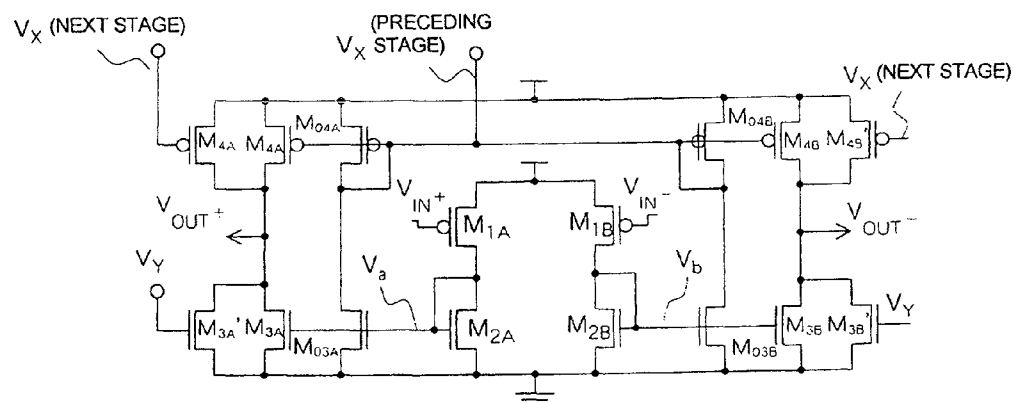 V_X (NEXT STAGE)
(PRECEDING
V_X STAGE)
V_X (NEXT STAGE)
M_4A
M_4A
M_04A
M_04B
M_4B
M_4B'
V_IN^+
V_IN^-
M_1A
M_1B
V_OUT^+
V_OUT^-
V_Y
V_a
V_b
V_Y
M_3A'
M_3A
M_03A
M_2A
M_2B
M_03B
M_3B
M_3B'